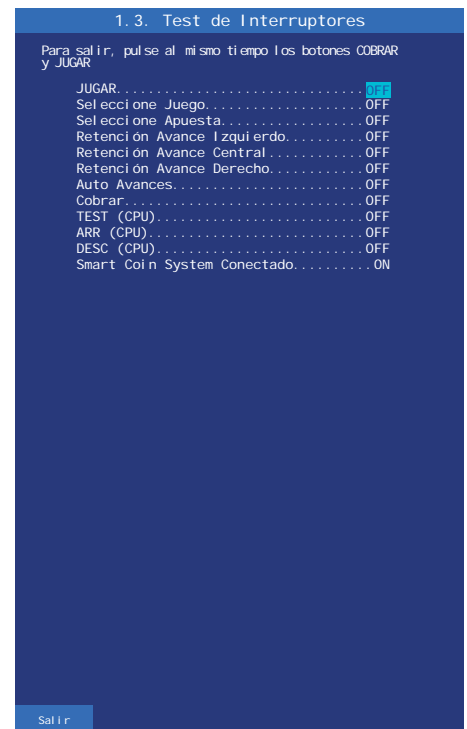 1.3. Test de Interruptores
Para salir, pulse al mismo tiempo los botones COBRAR
y JUGAR
JUGAR...............................OFF
Seleccione Juego....................OFF
Seleccione Apuesta..................OFF
Retención Avance Izquierdo..........OFF
Retención Avance Central............OFF
Retención Avance Derecho............OFF
Auto Avances........................OFF
Cobrar..............................OFF
TEST (CPU)..........................OFF
ARR (CPU)...........................OFF
DESC (CPU)..........................OFF
Smart Coin System Conectado..........ON
Salir